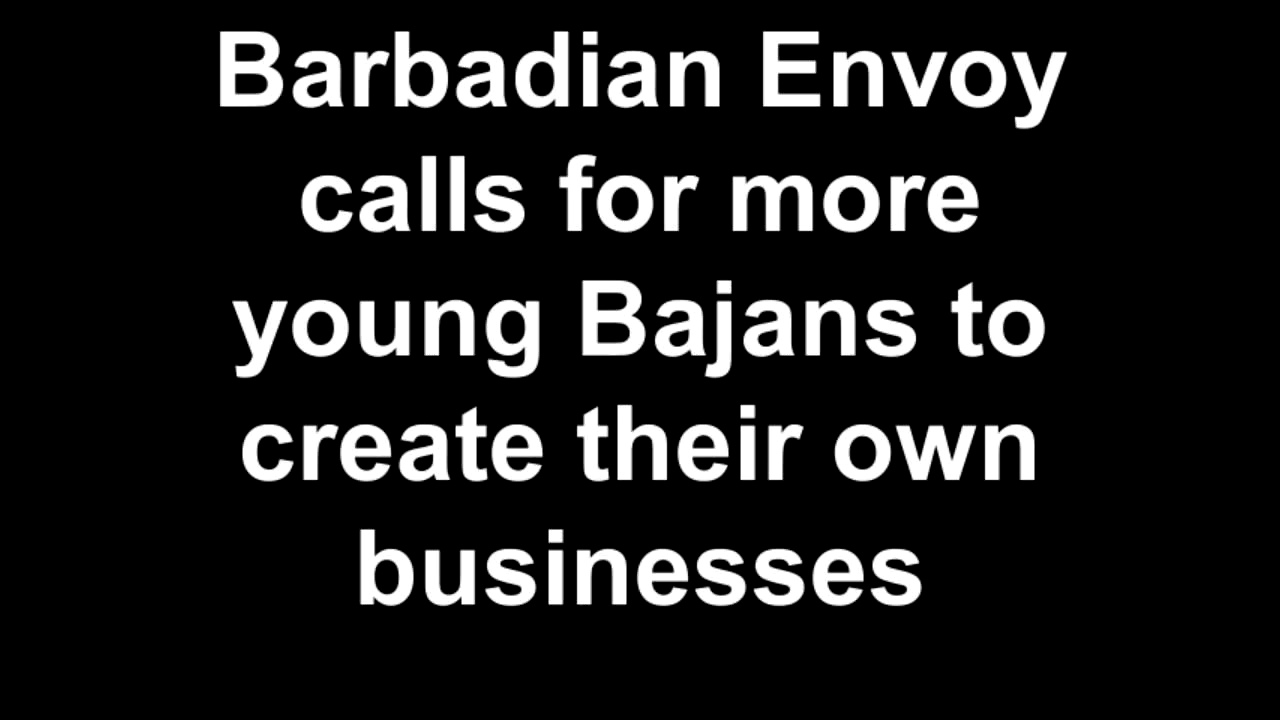 Barbadian Envoy
calls for more
young Bajans to
create their own
businesses